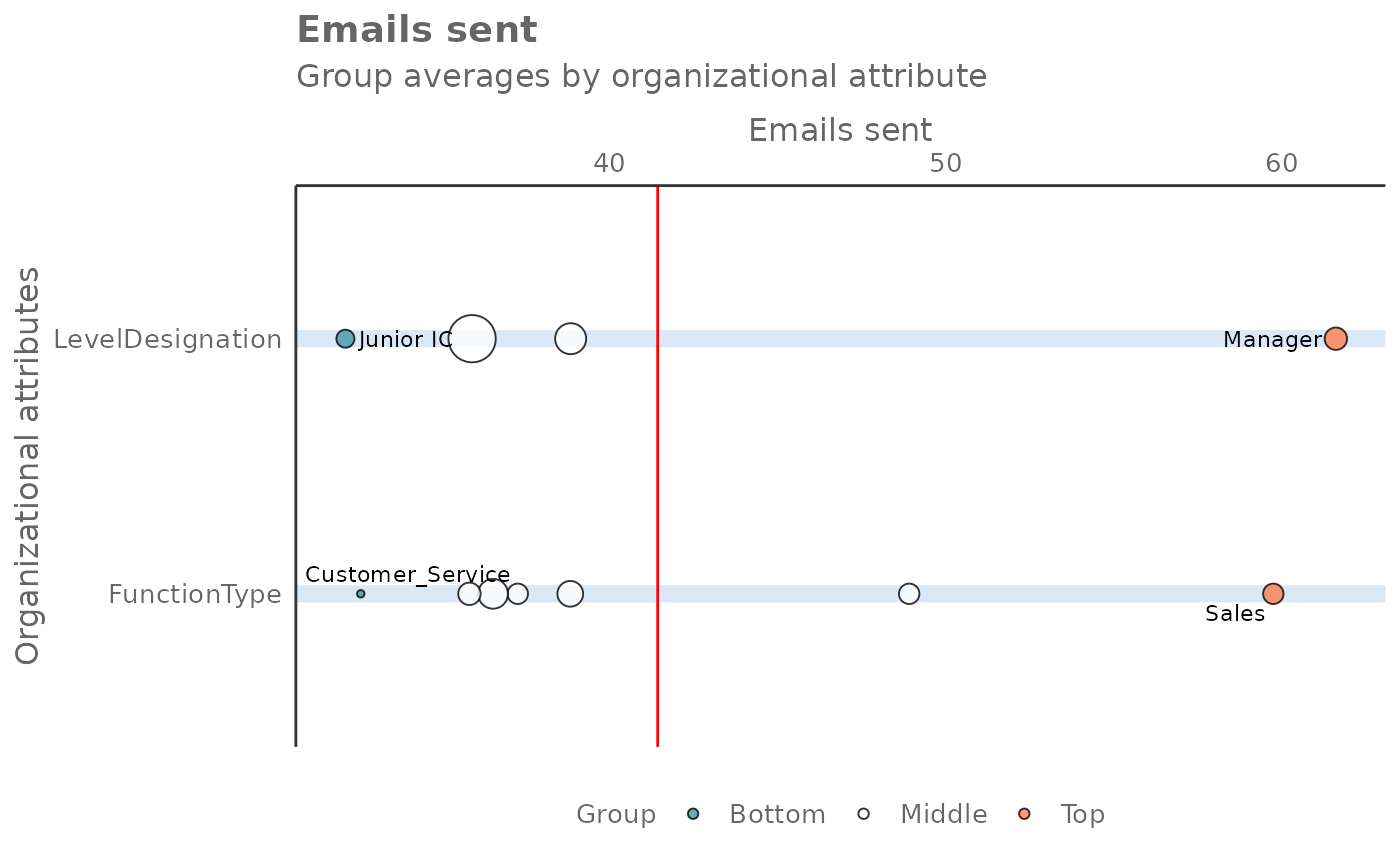 Emails sent
Group averages by organizational attribute
Emails sent
40 50 60
Organizational attributes
LevelDesignation
Junior IC
Manager
Customer_Service
FunctionType
Sales
Group Bottom Middle Top